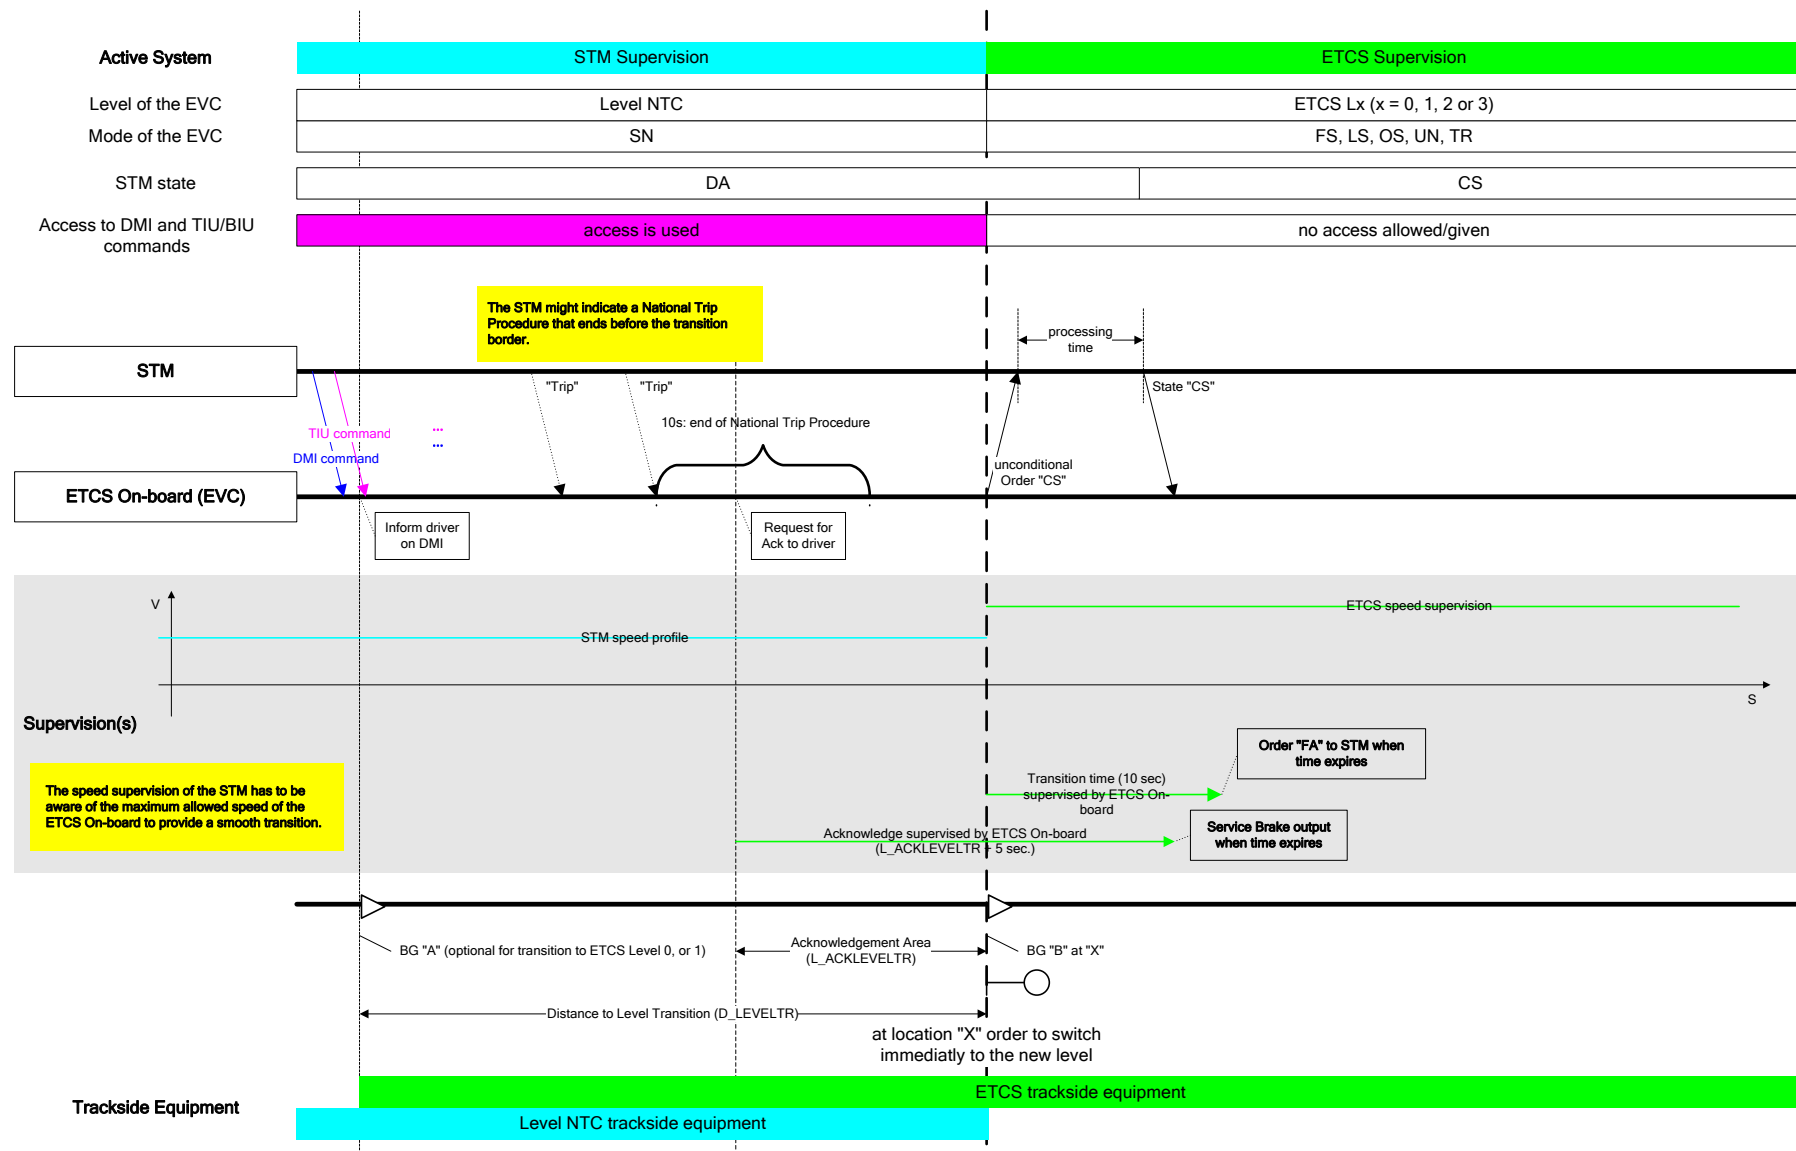 Active System
STM Supervision
ETCS Supervision
Level of the EVC
Level NTC
ETCS Lx (x = 0, 1, 2 or 3)
Mode of the EVC
SN
FS, LS, OS, UN, TR
STM state
DA
CS
Access to DMI and TIU/BIU
commands
access is used
no access allowed/given
The STM might indicate a National Trip
Procedure that ends before the transition
border.
processing
time
STM
"Trip"
"Trip"
State "CS"
10s: end of National Trip Procedure
TIU command
...
...
DMI command
unconditional
Order "CS"
ETCS On-board (EVC)
Inform driver
on DMI
Request for
Ack to driver
V
ETCS speed supervision
STM speed profile
S
Supervision(s)
Order "FA" to STM when
time expires
The speed supervision of the STM has to be
aware of the maximum allowed speed of the
ETCS On-board to provide a smooth transition.
Transition time (10 sec)
supervised by ETCS On-
board
Acknowledge supervised by ETCS On-board
(L_ACKLEVELTR + 5 sec.)
Service Brake output
when time expires
BG "A" (optional for transition to ETCS Level 0, or 1)
Acknowledgement Area
(L_ACKLEVELTR)
BG "B" at "X"
Distance to Level Transition (D_LEVELTR)
at location "X" order to switch
immediatly to the new level
ETCS trackside equipment
Trackside Equipment
Level NTC trackside equipment